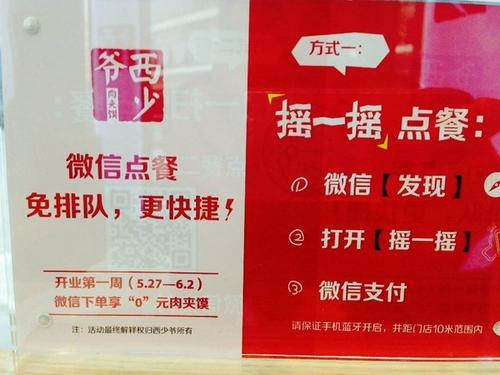 西少爷
肉夹馍
微信点餐
免排队，更快捷
开业第一周（5.27—6.2）
微信下单享“0”元肉夹馍
注：活动最终解释权归西少爷所有
方式一：
摇一摇 点餐：
① 微信【发现】
② 打开【摇一摇】
③ 微信支付
请保证手机蓝牙开启，并距门店10米范围内